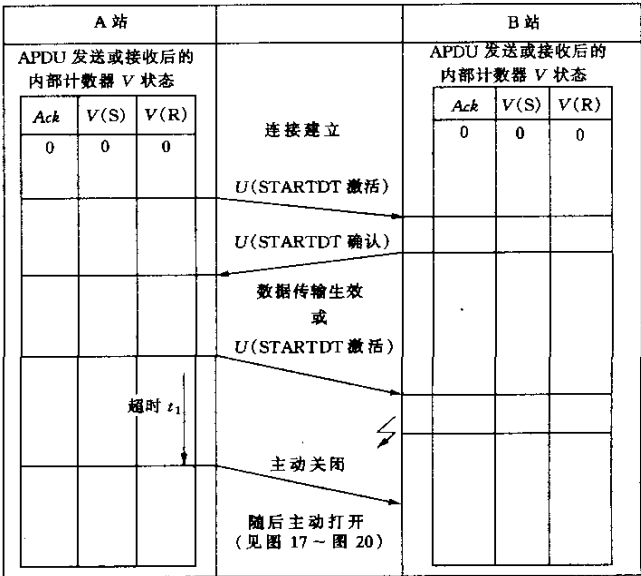 A 站
B 站
APDU 发送或接收后的
内部计数器 V 状态
APDU 发送或接收后的
内部计数器 V 状态
Ack V(S) V(R)
0 0 0
Ack V(S) V(R)
0 0 0
连接建立
U(STARTDT 激活)
U(STARTDT 确认)
数据传输生效
或
U(STARTDT 激活)
超时 t₁
主动关闭
随后主动打开
(见图 17～图 20)